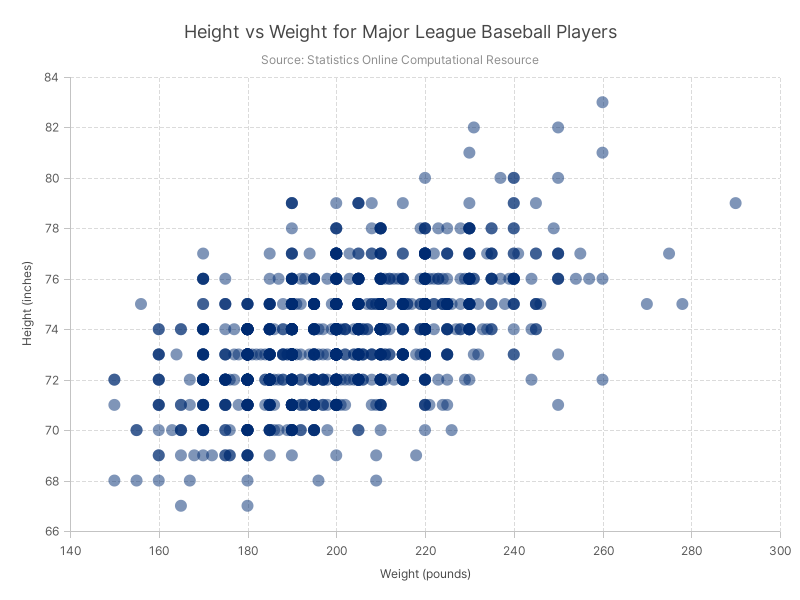 Height vs Weight for Major League Baseball Players
Source: Statistics Online Computational Resource
84
82
80
78
76
74
72
70
68
66
Height (inches)
140 160 180 200 220 240 260 280 300
Weight (pounds)